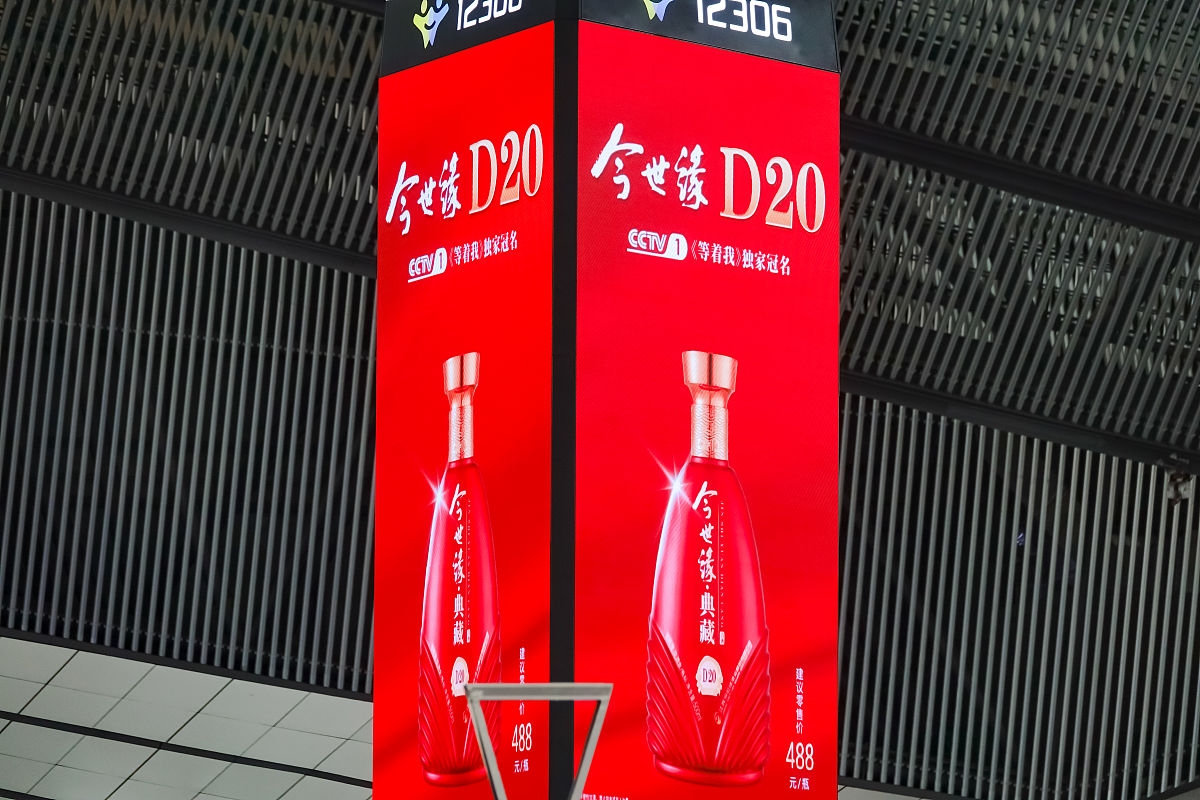 12306
今世缘 D20
CCTV 1《等着我》独家冠名
今世缘·典藏
D20
建议零售价
488
元/瓶
12306
今世缘 D20
CCTV 1《等着我》独家冠名
今世缘·典藏
D20
建议零售价
488
元/瓶